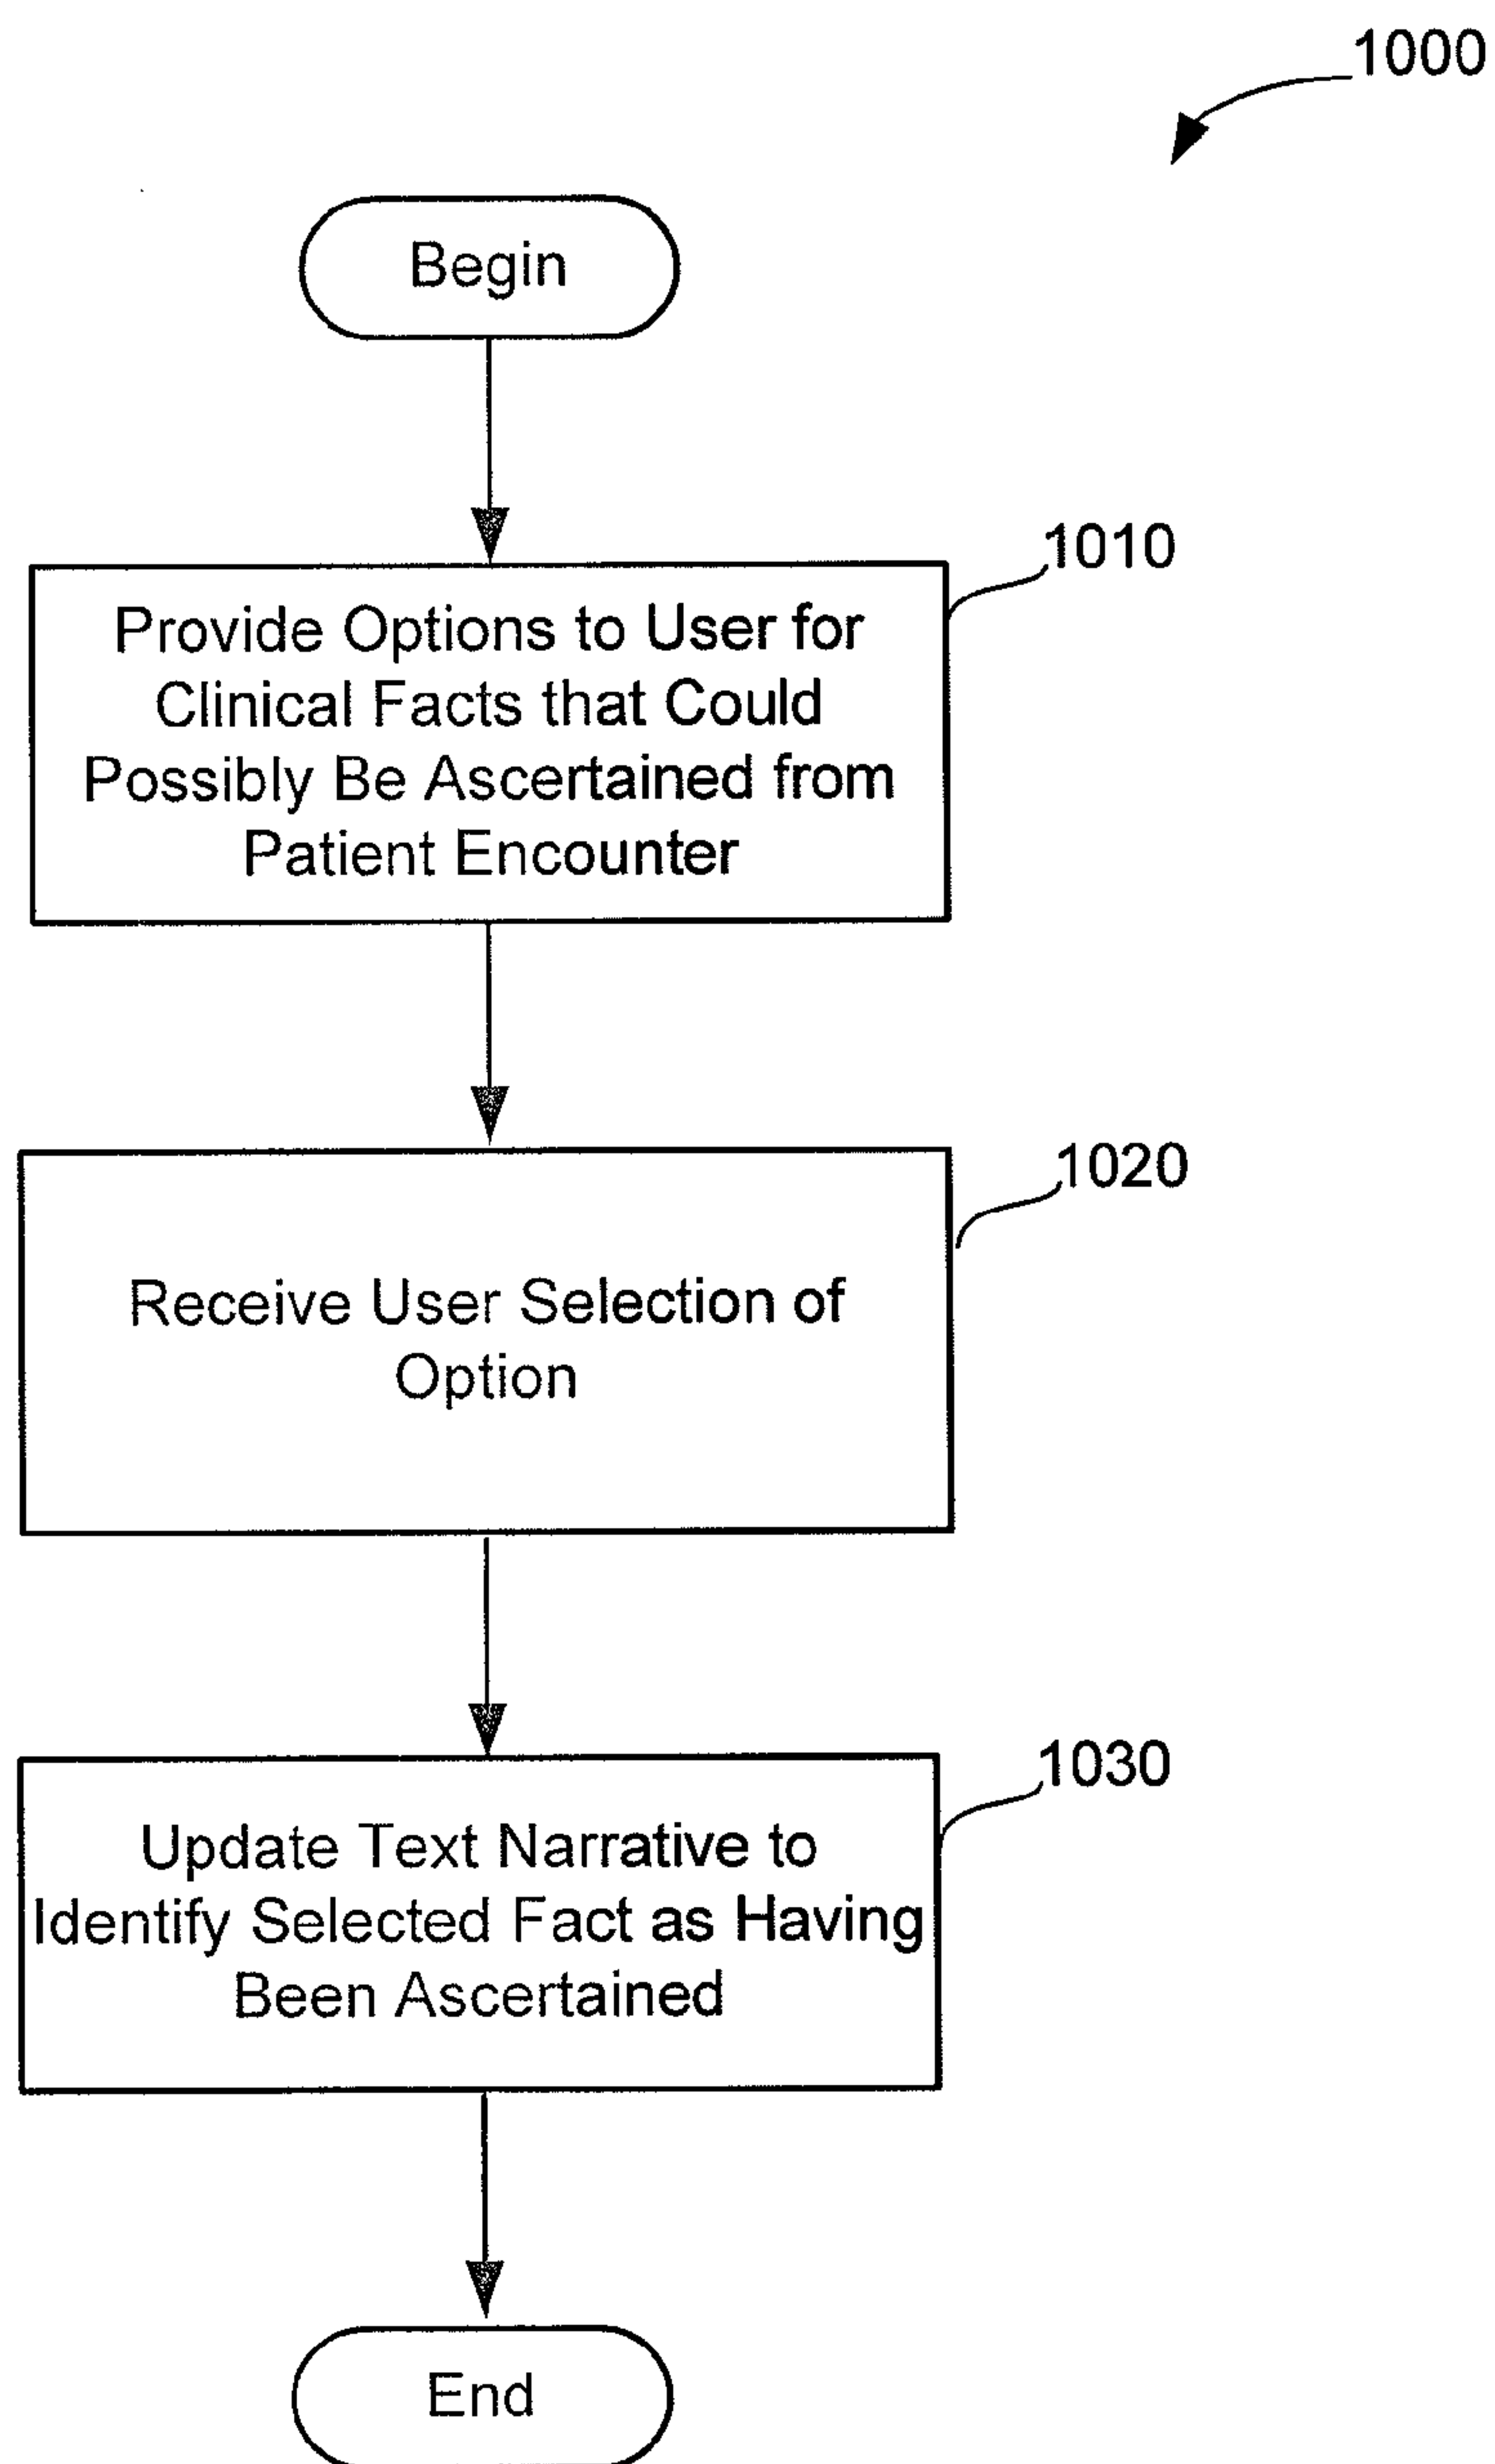 1000
Begin
1010
Provide Options to User for
Clinical Facts that Could
Possibly Be Ascertained from
Patient Encounter
1020
Receive User Selection of
Option
1030
Update Text Narrative to
Identify Selected Fact as Having
Been Ascertained
End